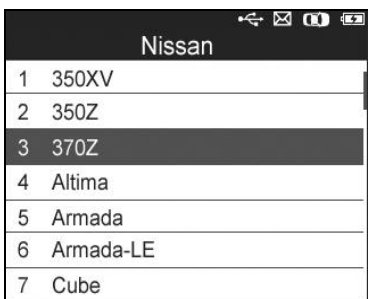 Nissan
1 350XV
2 350Z
3 370Z
4 Altima
5 Armada
6 Armada-LE
7 Cube